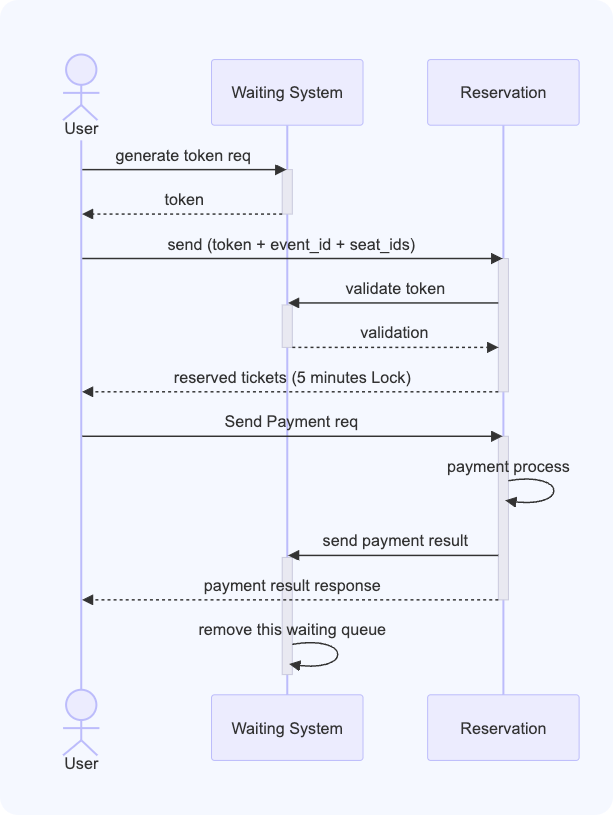 User
Waiting System
Reservation
generate token req
token
send (token + event_id + seat_ids)
validate token
validation
reserved tickets (5 minutes Lock)
Send Payment req
payment process
send payment result
payment result response
remove this waiting queue
User
Waiting System
Reservation